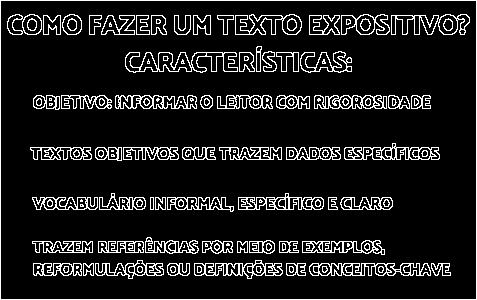 COMO FAZER UM TEXTO EXPOSITIVO?
CARACTERÍSTICAS:
OBJETIVO: INFORMAR O LEITOR COM RIGOROSIDADE
TEXTOS OBJETIVOS QUE TRAZEM DADOS ESPECÍFICOS
VOCABULÁRIO INFORMAL, ESPECÍFICO E CLARO
TRAZEM REFERÊNCIAS POR MEIO DE EXEMPLOS,
REFORMULAÇÕES OU DEFINIÇÕES DE CONCEITOS-CHAVE